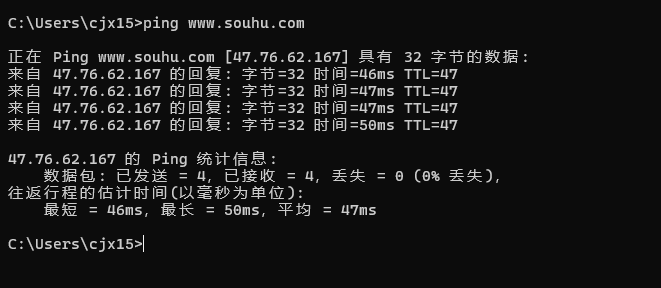 C:\Users\cjx15>ping www.souhu.com
正在 Ping www.souhu.com [47.76.62.167] 具有 32 字节的数据:
来自 47.76.62.167 的回复: 字节=32 时间=46ms TTL=47
来自 47.76.62.167 的回复: 字节=32 时间=47ms TTL=47
来自 47.76.62.167 的回复: 字节=32 时间=47ms TTL=47
来自 47.76.62.167 的回复: 字节=32 时间=50ms TTL=47
47.76.62.167 的 Ping 统计信息:
数据包: 已发送 = 4, 已接收 = 4, 丢失 = 0 (0% 丢失),
往返行程的估计时间(以毫秒为单位):
最短 = 46ms, 最长 = 50ms, 平均 = 47ms
C:\Users\cjx15>